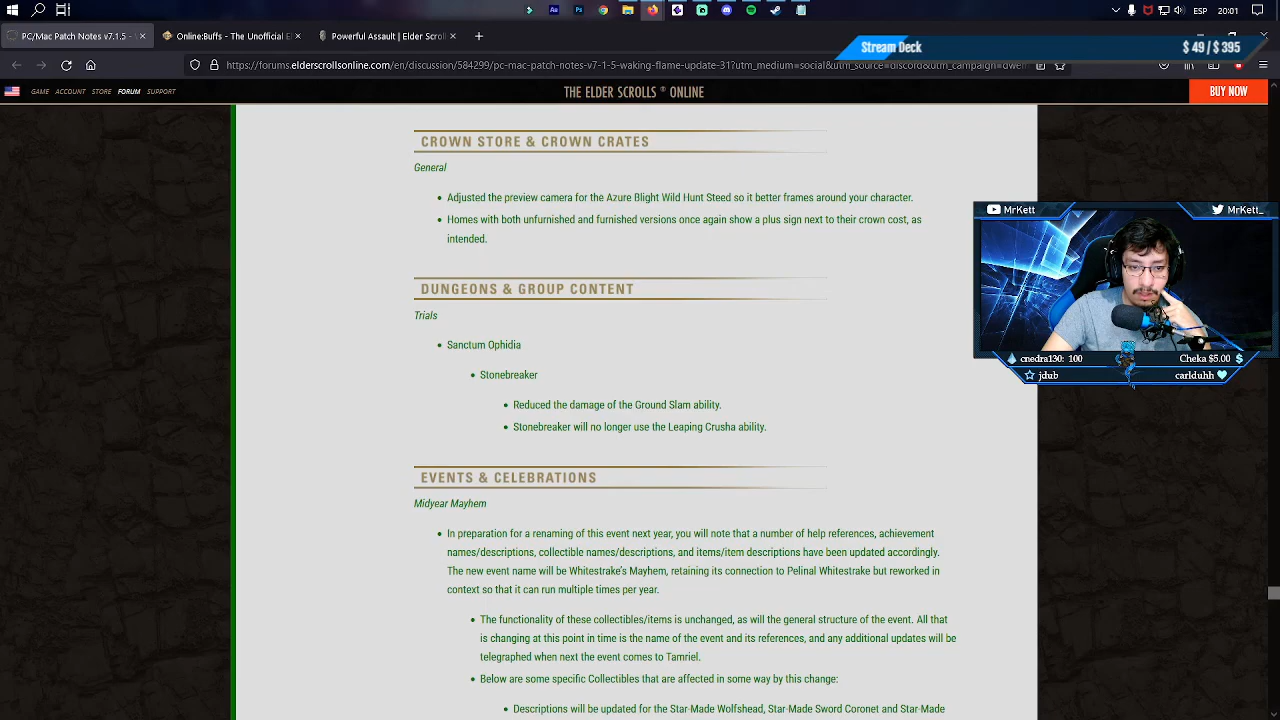 ESP
20:01
PC/Mac Patch Notes v7.1.5 -
Online:Buffs - The Unofficial El
Powerful Assault | Elder Scroll
Stream Deck
$ 49 / $ 395
https://forums.elderscrollsonline.com/en/discussion/584299/pc-mac-patch-notes-v7-1-5-waking-flame-update-31?utm_medium=social&utm_source=discord&utm_campaign=dwem
GAME ACCOUNT STORE FORUM SUPPORT
THE ELDER SCROLLS ® ONLINE
BUY NOW
CROWN STORE & CROWN CRATES
General
Adjusted the preview camera for the Azure Blight Wild Hunt Steed so it better frames around your character.
Homes with both unfurnished and furnished versions once again show a plus sign next to their crown cost, as
intended.
MrKett
MrKett_
cnedra130: 100
Cheka $5.00 $
jdub
carlduhh
DUNGEONS & GROUP CONTENT
Trials
Sanctum Ophidia
Stonebreaker
Reduced the damage of the Ground Slam ability.
Stonebreaker will no longer use the Leaping Crusha ability.
EVENTS & CELEBRATIONS
Midyear Mayhem
In preparation for a renaming of this event next year, you will note that a number of help references, achievement
names/descriptions, collectible names/descriptions, and items/item descriptions have been updated accordingly.
The new event name will be Whitestrake's Mayhem, retaining its connection to Pelinal Whitestrake but reworked in
context so that it can run multiple times per year.
The functionality of these collectibles/items is unchanged, as will the general structure of the event. All that
is changing at this point in time is the name of the event and its references, and any additional updates will be
telegraphed when next the event comes to Tamriel.
Below are some specific Collectibles that are affected in some way by this change:
Descriptions will be updated for the Star-Made Wolfshead, Star-Made Sword Coronet and Star-Made